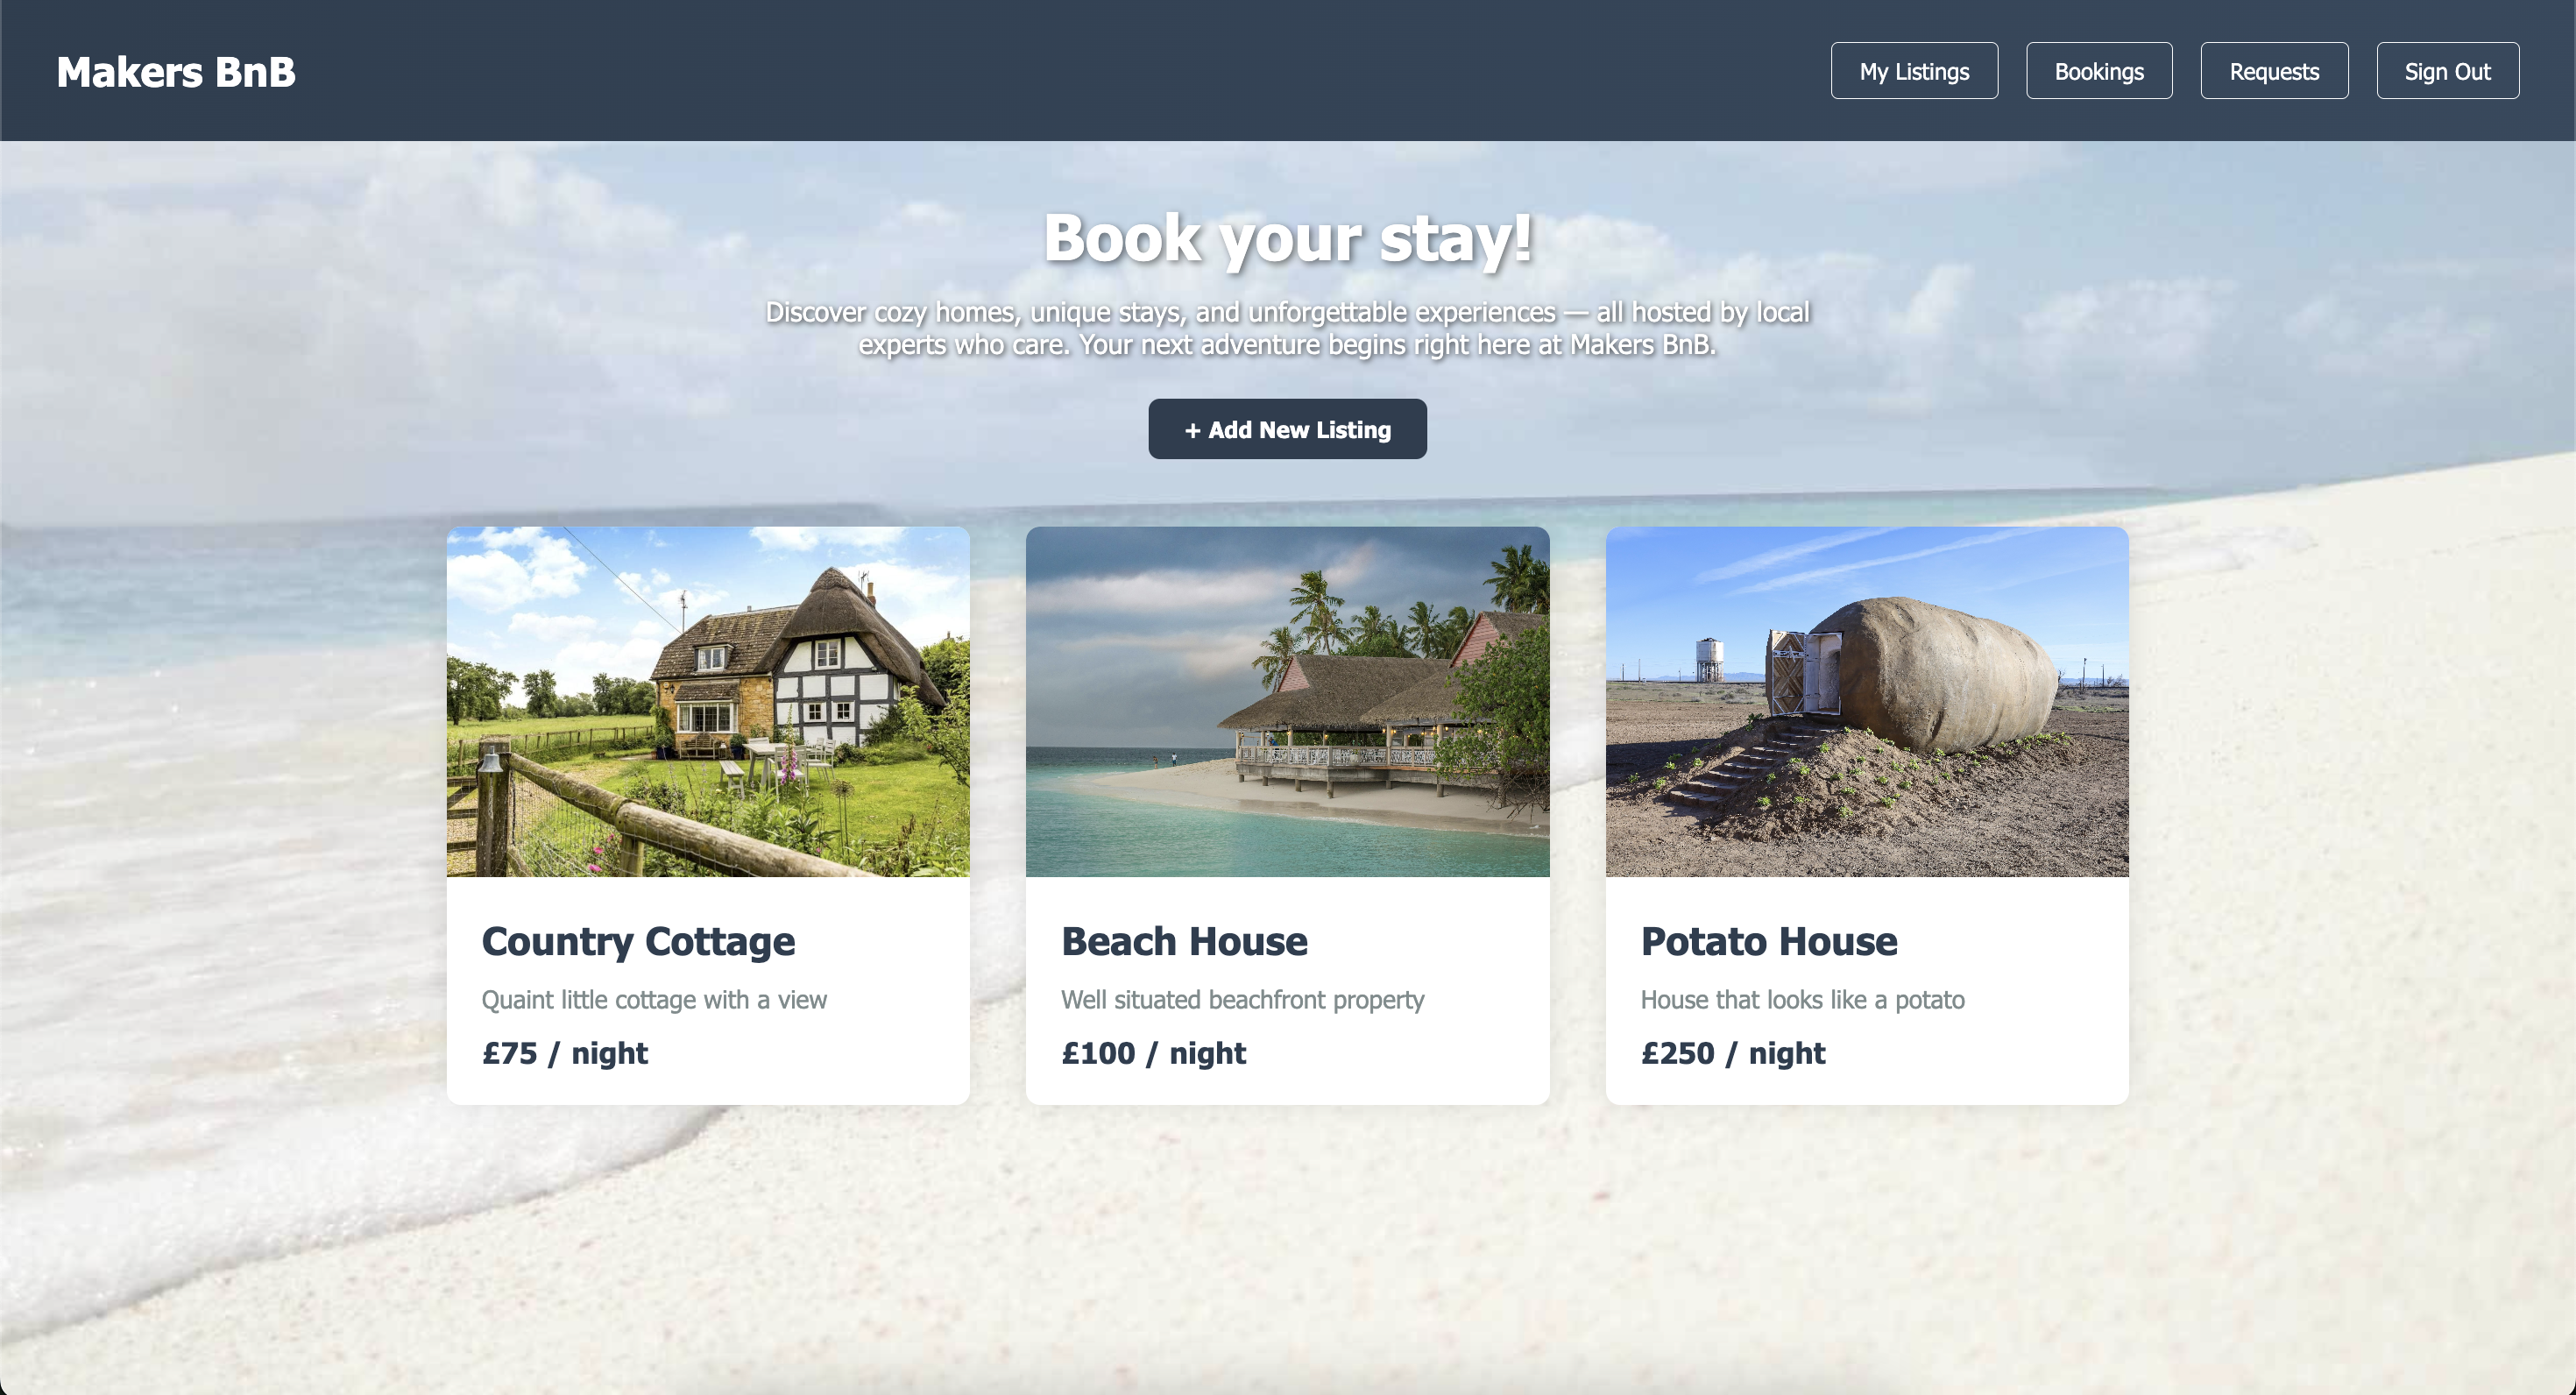 Makers BnB
My Listings
Bookings
Requests
Sign Out
Book your stay!
Discover cozy homes, unique stays, and unforgettable experiences — all hosted by local
experts who care. Your next adventure begins right here at Makers BnB.
+ Add New Listing
Country Cottage
Quaint little cottage with a view
£75 / night
Beach House
Well situated beachfront property
£100 / night
Potato House
House that looks like a potato
£250 / night